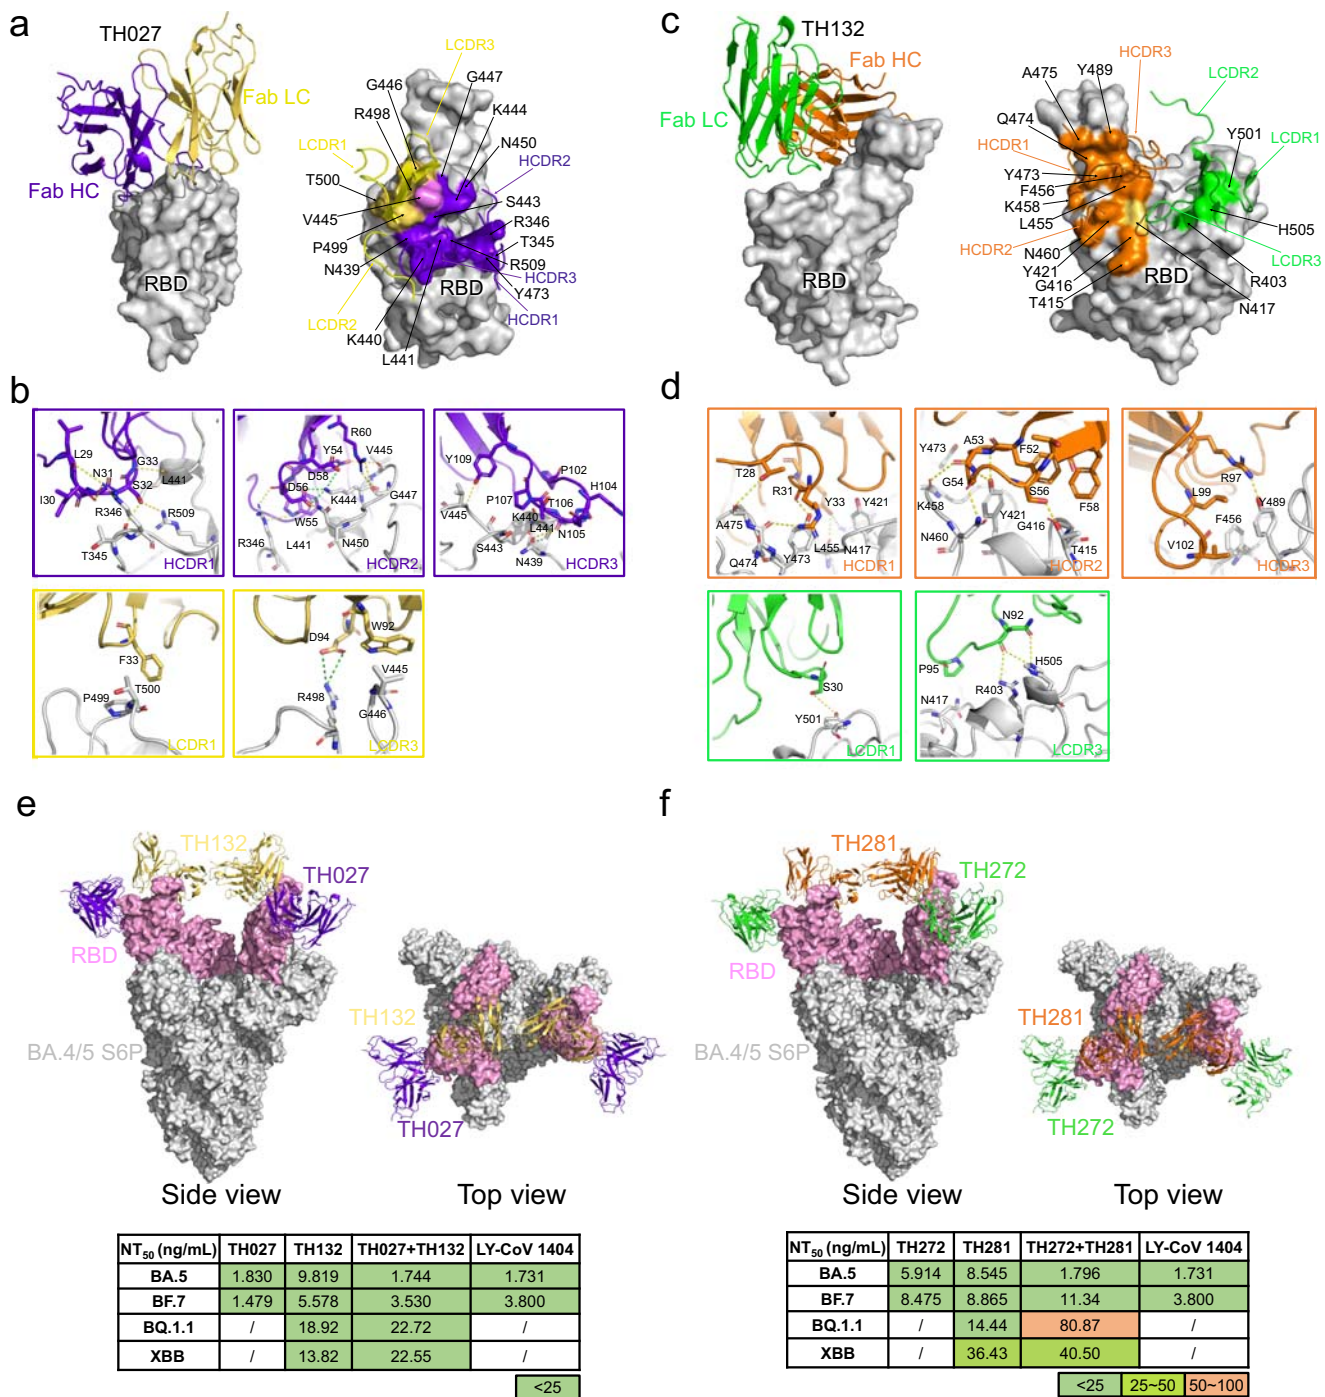 a
TH027
Fab LC
Fab HC
RBD
LCDR3
G446
G447
R498
K444
LCDR1
N450
HCDR2
T500
S443
V445
R346
P499
T345
N439
R509
HCDR3
RBD
Y473
LCDR2
HCDR1
K440
L441
c
TH132
Fab HC
Fab LC
RBD
HCDR3
Y489
A475
LCDR2
Q474
Y501
HCDR1
LCDR1
Y473
F456
K458
L455
H505
HCDR2
N460
LCDR3
Y421
RBD
R403
G416
T415
N417
b
L29
G33
N31
S32
L441
I30
R346
R509
T345
HCDR1
R60
Y54
V445
D58
D56
K444
G447
W55
R346
L441
N450
HCDR2
Y109
P102
H104
P107
T106
V445
K440
L441
N105
S443
N439
HCDR3
F33
T500
P499
LCDR1
W92
D94
V445
R498
G446
LCDR3
d
T28
R31
Y33
Y421
A475
L455
N417
Q474
Y473
HCDR1
A53
F52
Y473
G54
S56
K458
Y421
F58
N460
G416
T415
HCDR2
R97
L99
Y489
F456
V102
HCDR3
S30
Y501
LCDR1
N92
P95
H505
R403
N417
LCDR3
e
TH132
TH027
RBD
TH132
BA.4/5 S6P
TH027
Side view
Top view
NT50 (ng/mL) TH027 TH132 TH027+TH132 LY-CoV 1404
BA.5 1.830 9.819 1.744 1.731
BF.7 1.479 5.578 3.530 3.800
BQ.1.1 / 18.92 22.72 /
XBB / 13.82 22.55 /
<25
f
TH281
TH272
RBD
TH281
BA.4/5 S6P
TH272
Side view
Top view
NT50 (ng/mL) TH272 TH281 TH272+TH281 LY-CoV 1404
BA.5 5.914 8.545 1.796 1.731
BF.7 8.475 8.865 11.34 3.800
BQ.1.1 / 14.44 80.87 /
XBB / 36.43 40.50 /
<25 25~50 50~100